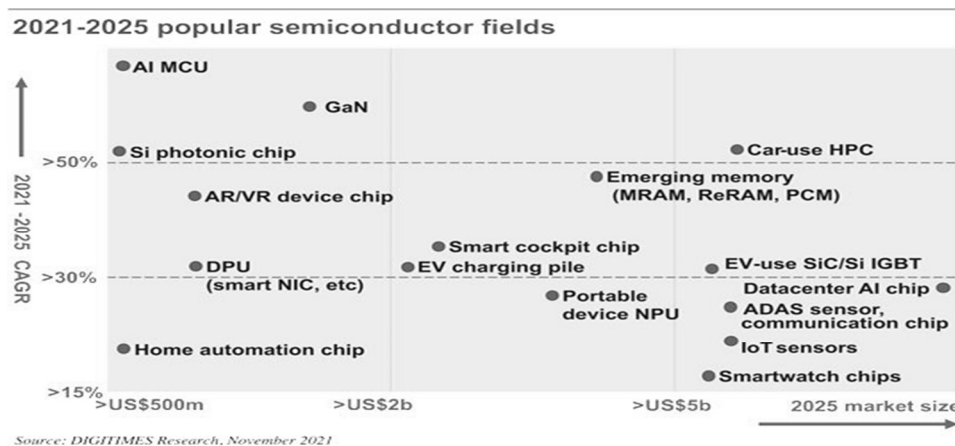 2021-2025 popular semiconductor fields
AI MCU
GaN
Si photonic chip
Car-use HPC
>50%
Emerging memory
(MRAM, ReRAM, PCM)
AR/VR device chip
Smart cockpit chip
DPU
(smart NIC, etc)
EV charging pile
EV-use SiC/Si IGBT
>30%
Datacenter AI chip
Portable
device NPU
ADAS sensor,
communication chip
Home automation chip
IoT sensors
Smartwatch chips
>15%
2021 -2025 CAGR
>US$500m
>US$2b
>US$5b
2025 market size
Source: DIGITIMES Research, November 2021